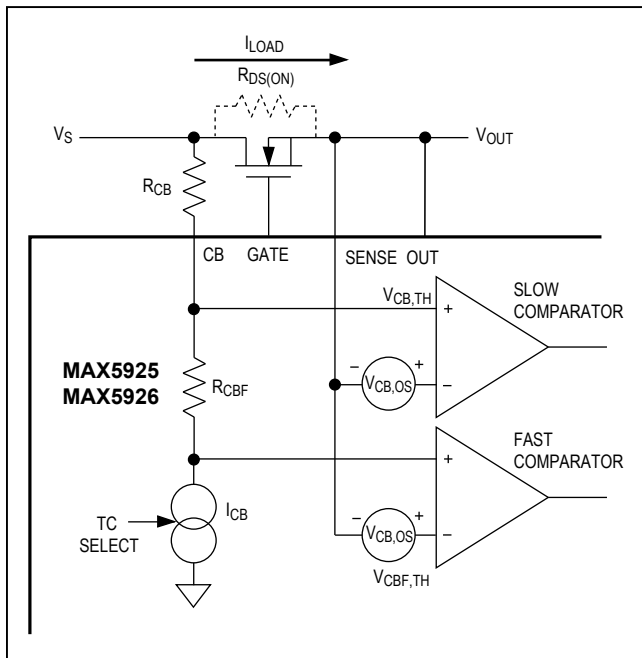 ILOAD
RDS(ON)
VS
VOUT
RCB
CB GATE SENSE OUT
VCB,TH
SLOW
COMPARATOR
+
− + −
VCB,OS
MAX5925
MAX5926
RCBF
FAST
COMPARATOR
+
ICB
TC
SELECT
− + −
VCB,OS
VCBF,TH